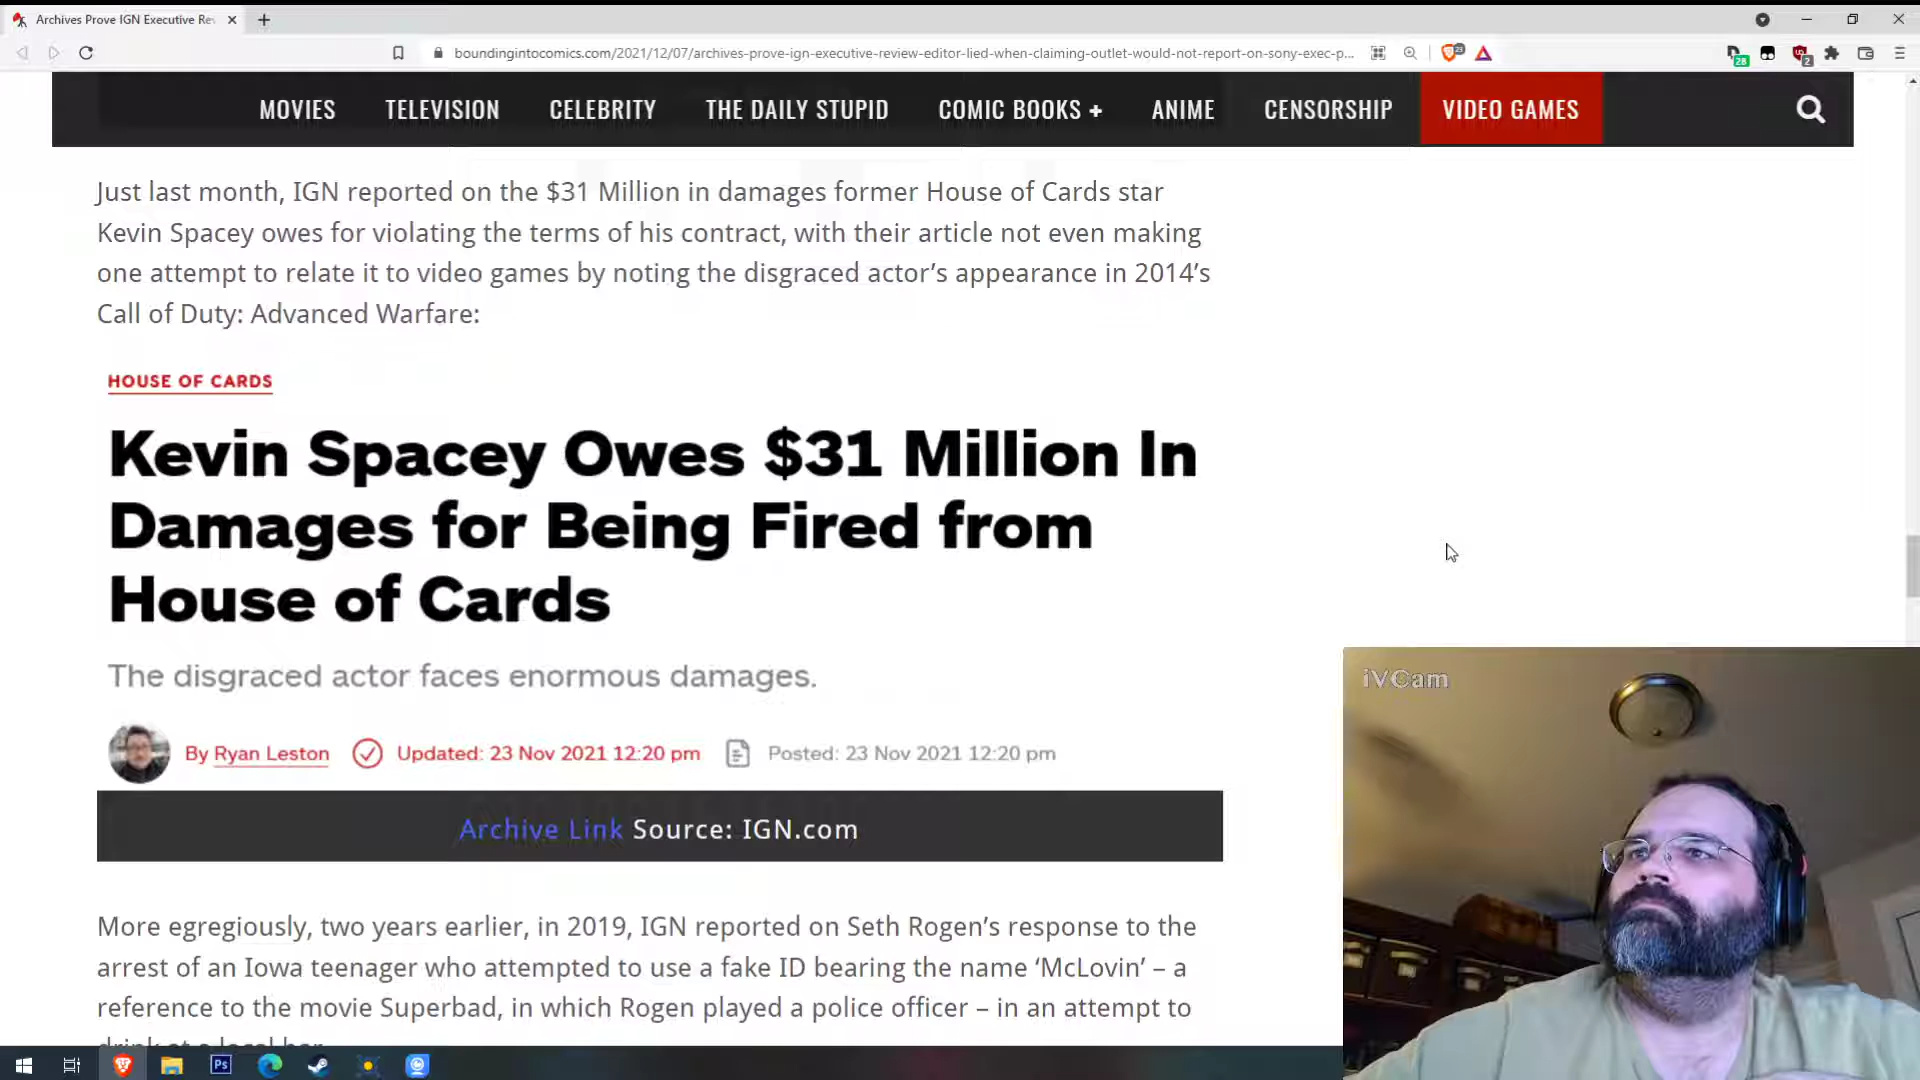 Archives Prove IGN Executive Rev
boundingintocomics.com/2021/12/07/archives-prove-ign-executive-review-editor-lied-when-claiming-outlet-would-not-report-on-sony-exec-p...
23
28
2
MOVIES TELEVISION CELEBRITY THE DAILY STUPID COMIC BOOKS + ANIME CENSORSHIP VIDEO GAMES
Just last month, IGN reported on the $31 Million in damages former House of Cards star
Kevin Spacey owes for violating the terms of his contract, with their article not even making
one attempt to relate it to video games by noting the disgraced actor’s appearance in 2014’s
Call of Duty: Advanced Warfare:
HOUSE OF CARDS
Kevin Spacey Owes $31 Million In
Damages for Being Fired from
House of Cards
The disgraced actor faces enormous damages.
By Ryan Leston Updated: 23 Nov 2021 12:20 pm Posted: 23 Nov 2021 12:20 pm
Archive Link Source: IGN.com
More egregiously, two years earlier, in 2019, IGN reported on Seth Rogen’s response to the
arrest of an Iowa teenager who attempted to use a fake ID bearing the name ‘McLovin’ – a
reference to the movie Superbad, in which Rogen played a police officer – in an attempt to
drink at a local bar
iVCam
Ps